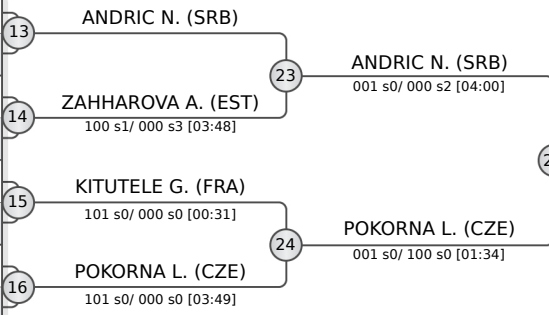 13
ANDRIC N. (SRB)
23
ANDRIC N. (SRB)
001 s0/ 000 s2 [04:00]
14
ZAHHAROVA A. (EST)
100 s1/ 000 s3 [03:48]
15
KITUTELE G. (FRA)
101 s0/ 000 s0 [00:31]
24
POKORNA L. (CZE)
001 s0/ 100 s0 [01:34]
16
POKORNA L. (CZE)
101 s0/ 000 s0 [03:49]